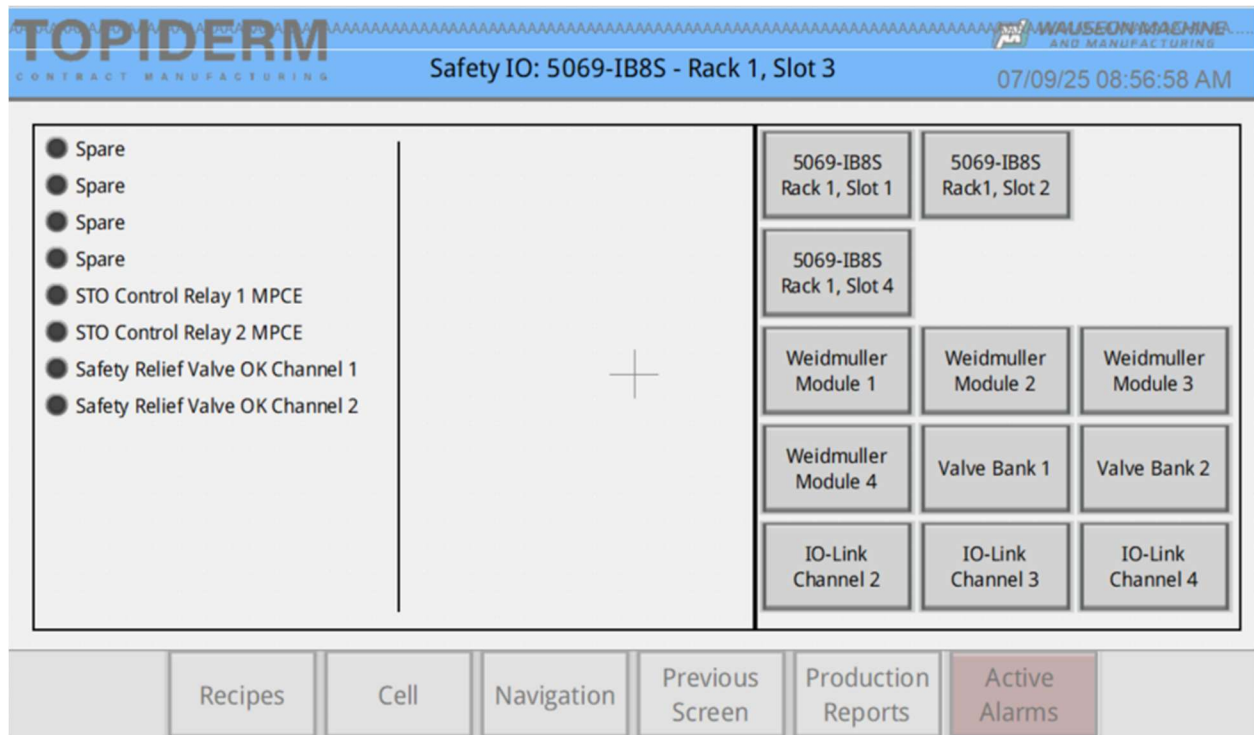 TOPIDERM
CONTRACT MANUFACTURING
WAUSEON MACHINE
AND MANUFACTURING
Safety IO: 5069-IB8S - Rack 1, Slot 3
07/09/25 08:56:58 AM
Spare
Spare
Spare
Spare
STO Control Relay 1 MPCE
STO Control Relay 2 MPCE
Safety Relief Valve OK Channel 1
Safety Relief Valve OK Channel 2
5069-IB8S
Rack 1, Slot 1
5069-IB8S
Rack1, Slot 2
5069-IB8S
Rack 1, Slot 4
Weidmuller
Module 1
Weidmuller
Module 2
Weidmuller
Module 3
Weidmuller
Module 4
Valve Bank 1
Valve Bank 2
IO-Link
Channel 2
IO-Link
Channel 3
IO-Link
Channel 4
Recipes
Cell
Navigation
Previous
Screen
Production
Reports
Active
Alarms